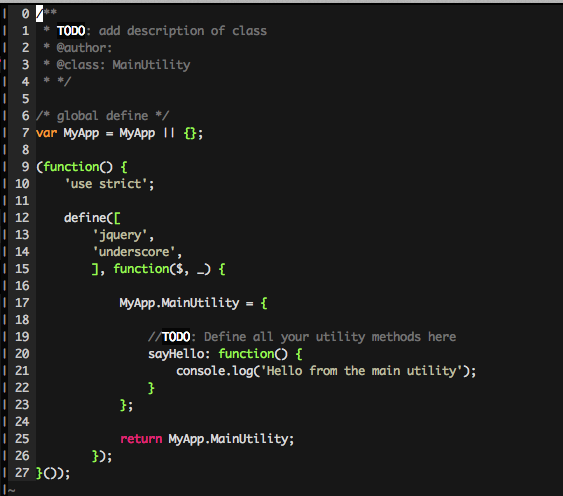 0 /**
1  * TODO: add description of class
2  * @author:
3  * @class: MainUtility
4  * */
5
6 /* global define */
7 var MyApp = MyApp || {};
8
9 (function() {
10     'use strict';
11
12     define([
13         'jquery',
14         'underscore',
15         ], function($, _) {
16
17             MyApp.MainUtility = {
18
19                 //TODO: Define all your utility methods here
20                 sayHello: function() {
21                     console.log('Hello from the main utility');
22                 }
23             };
24
25             return MyApp.MainUtility;
26         });
27 }());
~